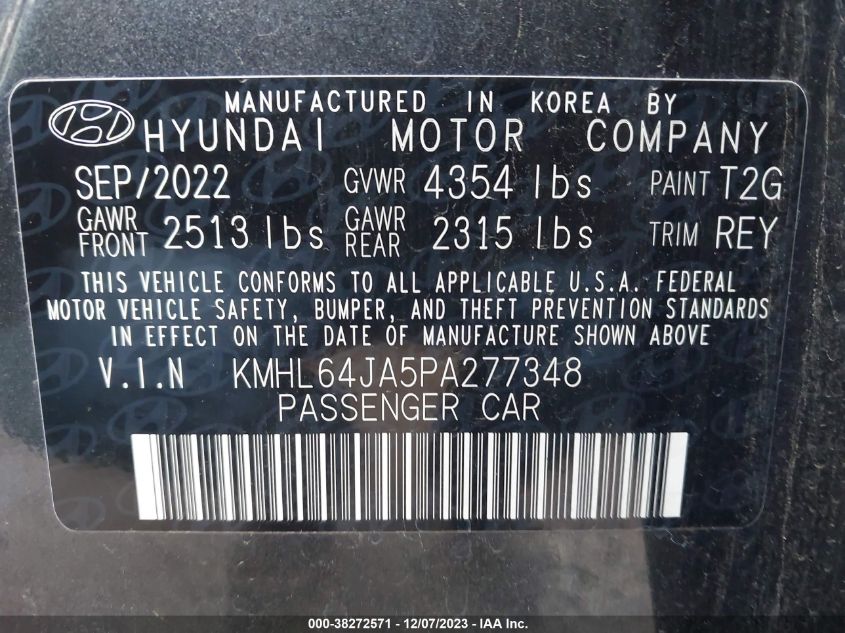 MANUFACTURED IN KOREA BY
HYUNDAI MOTOR COMPANY
SEP/2022 GVWR 4354 lbs PAINT T2G
GAWR FRONT 2513 lbs GAWR REAR 2315 lbs TRIM REY
THIS VEHICLE CONFORMS TO ALL APPLICABLE U.S.A. FEDERAL
MOTOR VEHICLE SAFETY, BUMPER, AND THEFT PREVENTION STANDARDS
IN EFFECT ON THE DATE OF MANUFACTURE SHOWN ABOVE
V.I.N KMHL64JA5PA277348
PASSENGER CAR
000-38272571 - 12/07/2023 - IAA Inc.